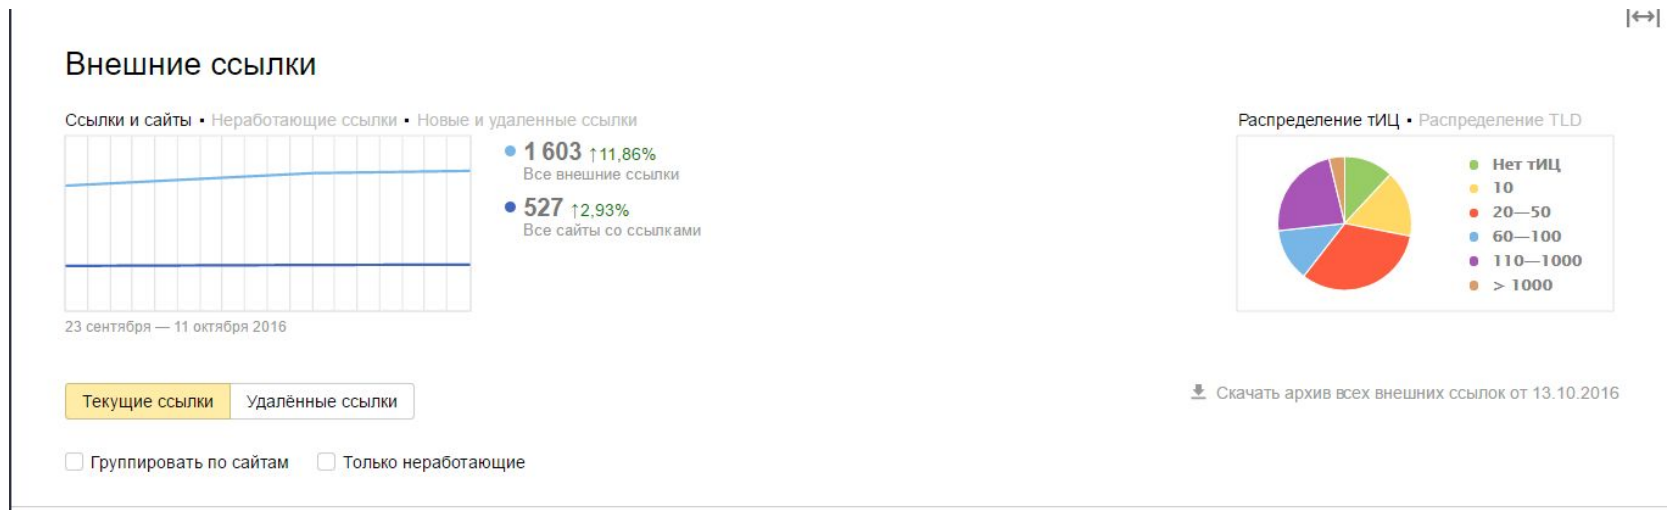 Внешние ссылки
Ссылки и сайты • Неработающие ссылки • Новые и удаленные ссылки
1 603 ↑11,86%
Все внешние ссылки
527 ↑2,93%
Все сайты со ссылками
23 сентября — 11 октября 2016
Распределение тИЦ • Распределение TLD
Нет тИЦ
10
20—50
60—100
110—1000
> 1000
Текущие ссылки
Удалённые ссылки
Скачать архив всех внешних ссылок от 13.10.2016
Группировать по сайтам
Только неработающие